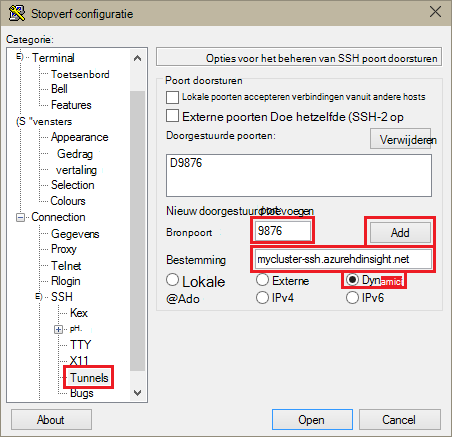 Stopverf configuratie
Categorie:
Terminal
Toetsenbord
Bell
Features
(S "vensters
Appearance
Gedrag
vertaling
Selection
Colours
Connection
Gegevens
Proxy
Telnet
Rlogin
SSH
Kex
pH.
TTY
X11
Tunnels
Bugs
Opties voor het beheren van SSH poort doorsturen
Poort doorsturen
Lokale poorten accepteren verbindingen vanuit andere hosts
Externe poorten Doe hetzelfde (SSH-2 op
Doorgestuurde poorten:
Verwijderen
D9876
Nieuw doorgestuurd toevoegen
Bronpoort
9876
Add
Bestemming
mycluster-ssh.azurehdinsight.net
Lokale
Externe
Dynamic
@Ado
IPv4
IPv6
About
Open
Cancel